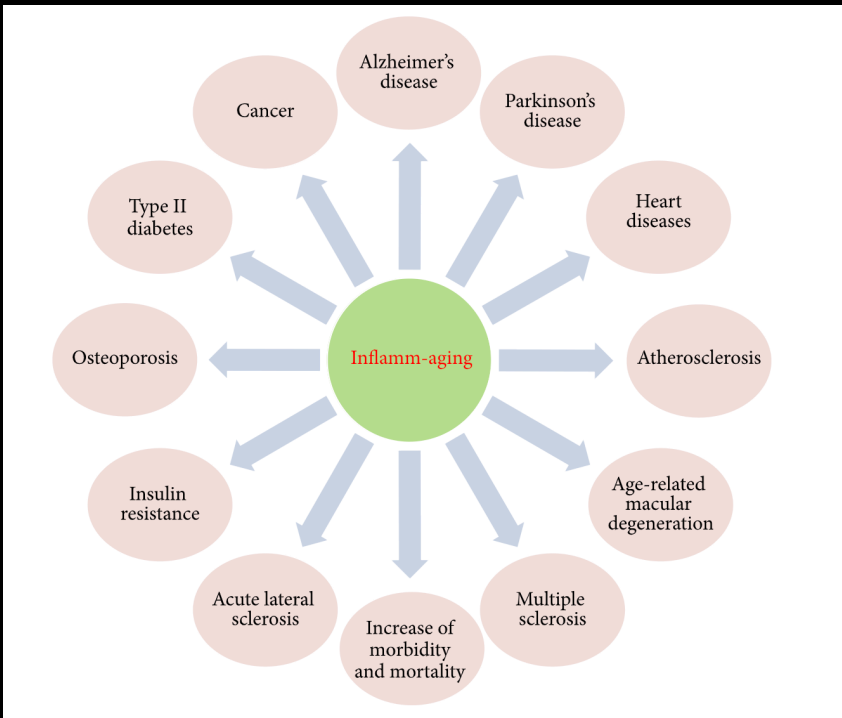 Alzheimer's
disease
Parkinson's
disease
Heart
diseases
Atherosclerosis
Age-related
macular
degeneration
Multiple
sclerosis
Increase of
morbidity
and mortality
Acute lateral
sclerosis
Insulin
resistance
Osteoporosis
Type II
diabetes
Cancer
Inflamm-aging